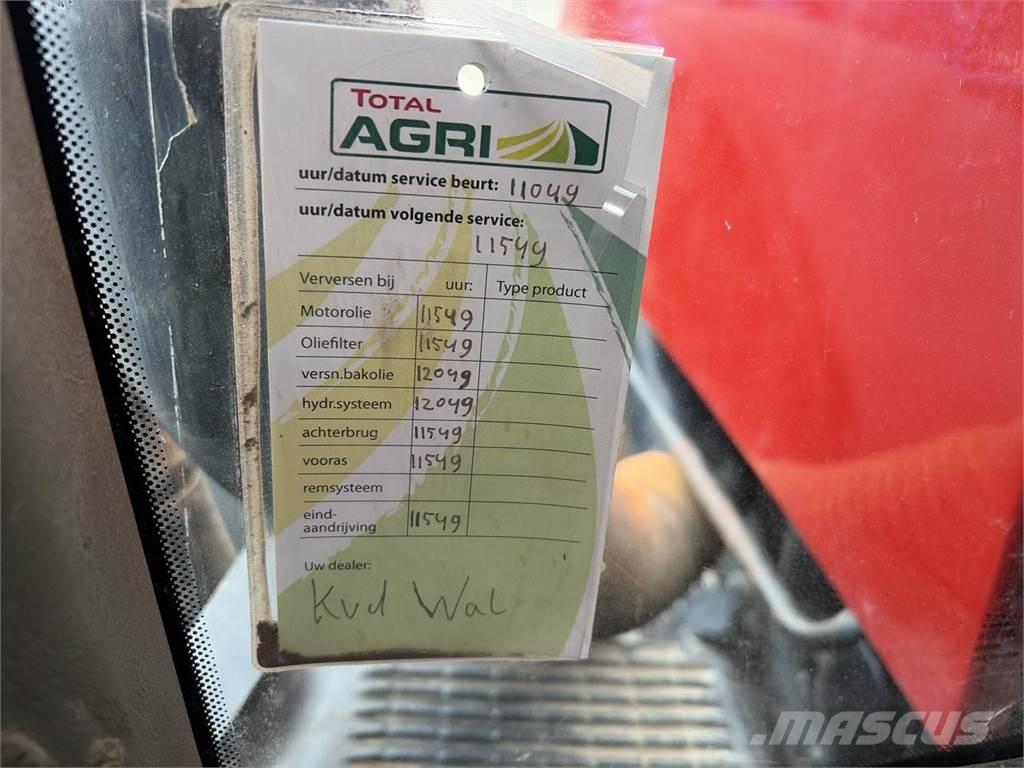 TOTAL
AGRI
uur/datum service beurt: 11049
uur/datum volgende service:
11549
Verversen bij uur: Type product
Motorolie 11549
Oliefilter 11549
versn.bakolie 12049
hydr.systeem 12049
achterbrug 11549
vooras 11549
remsysteem
eind-
aandrijving 11549
Uw dealer:
Kvd Wal
MASCUS